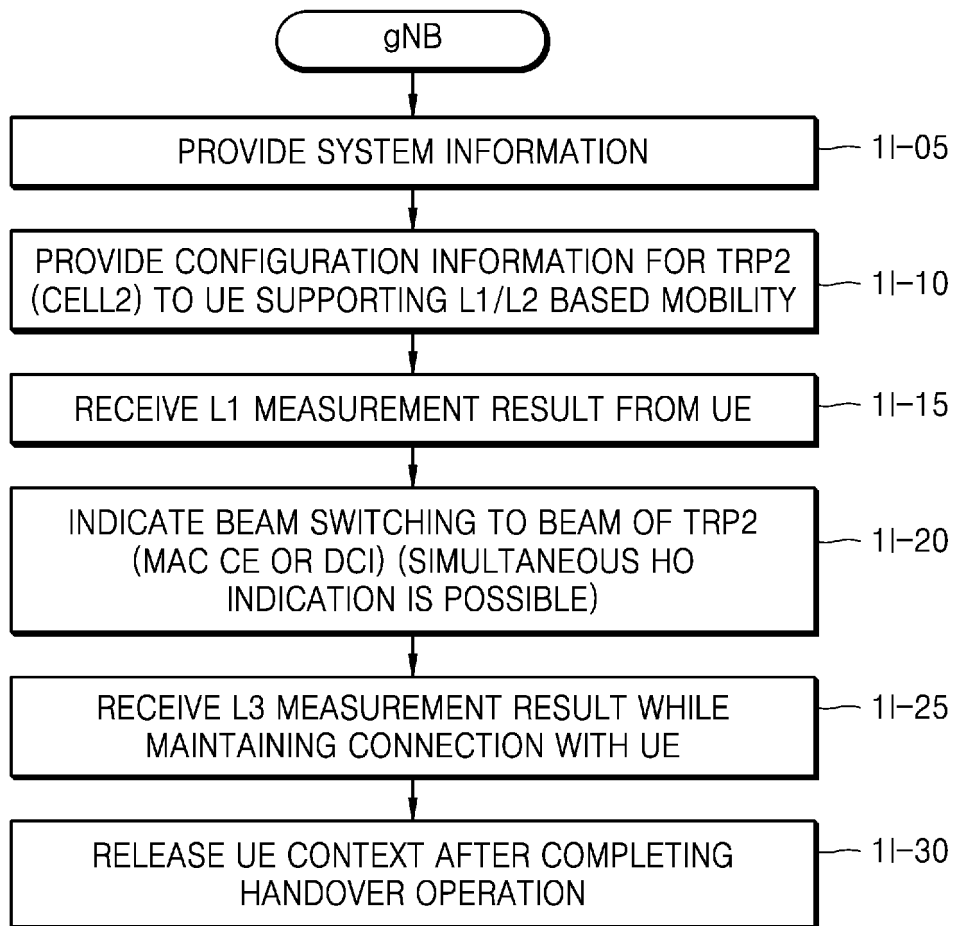 gNB
PROVIDE SYSTEM INFORMATION
1l-05
PROVIDE CONFIGURATION INFORMATION FOR TRP2
(CELL2) TO UE SUPPORTING L1/L2 BASED MOBILITY
1l-10
RECEIVE L1 MEASUREMENT RESULT FROM UE
1l-15
INDICATE BEAM SWITCHING TO BEAM OF TRP2
(MAC CE OR DCI) (SIMULTANEOUS HO
INDICATION IS POSSIBLE)
1l-20
RECEIVE L3 MEASUREMENT RESULT WHILE
MAINTAINING CONNECTION WITH UE
1l-25
RELEASE UE CONTEXT AFTER COMPLETING
HANDOVER OPERATION
1l-30